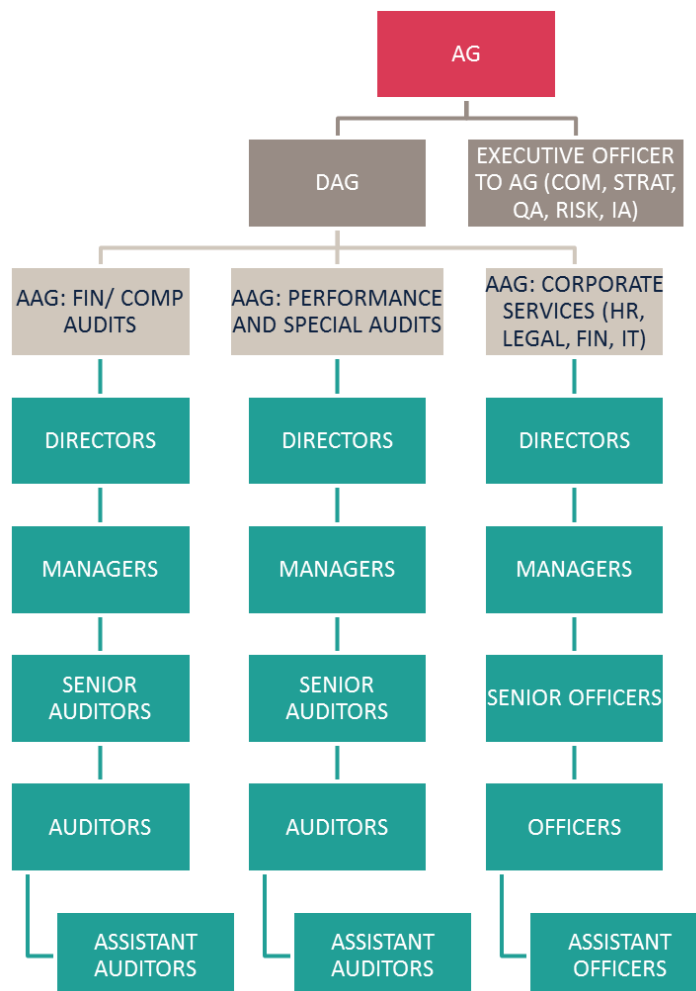 AG
DAG
EXECUTIVE OFFICER
TO AG (COM, STRAT,
QA, RISK, IA)
AAG: FIN/ COMP
AUDITS
AAG: PERFORMANCE
AND SPECIAL AUDITS
AAG: CORPORATE
SERVICES (HR,
LEGAL, FIN, IT)
DIRECTORS
DIRECTORS
DIRECTORS
MANAGERS
MANAGERS
MANAGERS
SENIOR
AUDITORS
SENIOR
AUDITORS
SENIOR OFFICERS
AUDITORS
AUDITORS
OFFICERS
ASSISTANT
AUDITORS
ASSISTANT
AUDITORS
ASSISTANT
OFFICERS